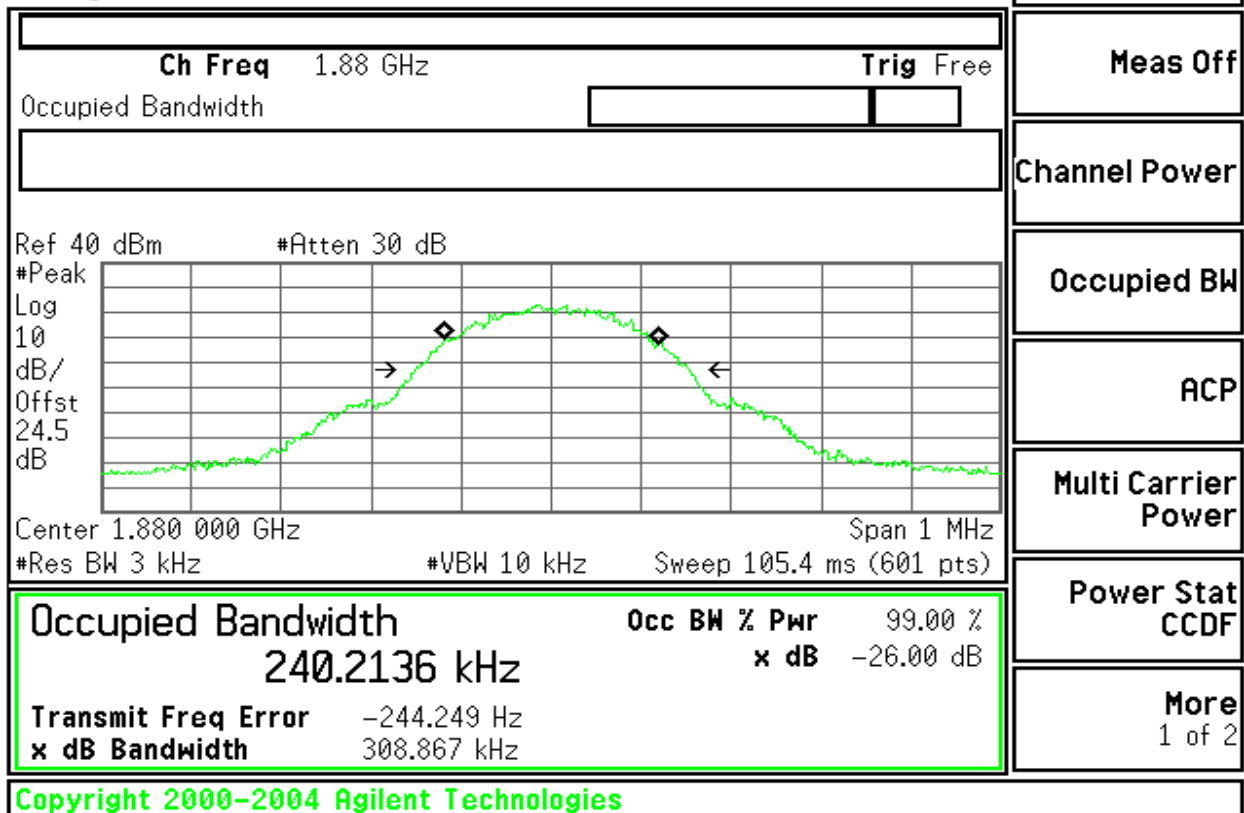 Ch Freq 1.88 GHz Trig Free
Occupied Bandwidth
Ref 40 dBm #Atten 30 dB
#Peak
Log
10
dB/
Offst
24.5
dB
Center 1.880 000 GHz Span 1 MHz
#Res BW 3 kHz #VBW 10 kHz Sweep 105.4 ms (601 pts)
Occupied Bandwidth
240.2136 kHz
Occ BW % Pwr 99.00 %
x dB -26.00 dB
Transmit Freq Error -244.249 Hz
x dB Bandwidth 308.867 kHz
Copyright 2000-2004 Agilent Technologies
Meas Off
Channel Power
Occupied BW
ACP
Multi Carrier
Power
Power Stat
CCDF
More
1 of 2